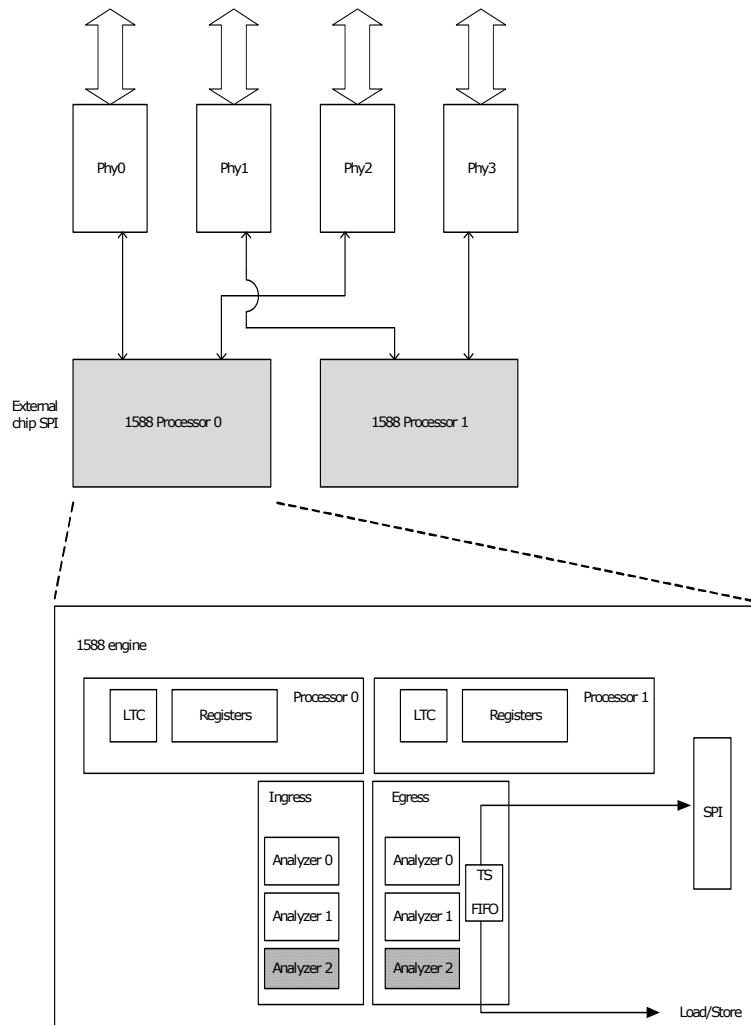 Phy0
Phy1
Phy2
Phy3
External
chip SPI
1588 Processor 0
1588 Processor 1
1588 engine
Processor 0
LTC
Registers
Processor 1
LTC
Registers
Ingress
Analyzer 0
Analyzer 1
Analyzer 2
Egress
Analyzer 0
Analyzer 1
Analyzer 2
TS
FIFO
SPI
Load/Store